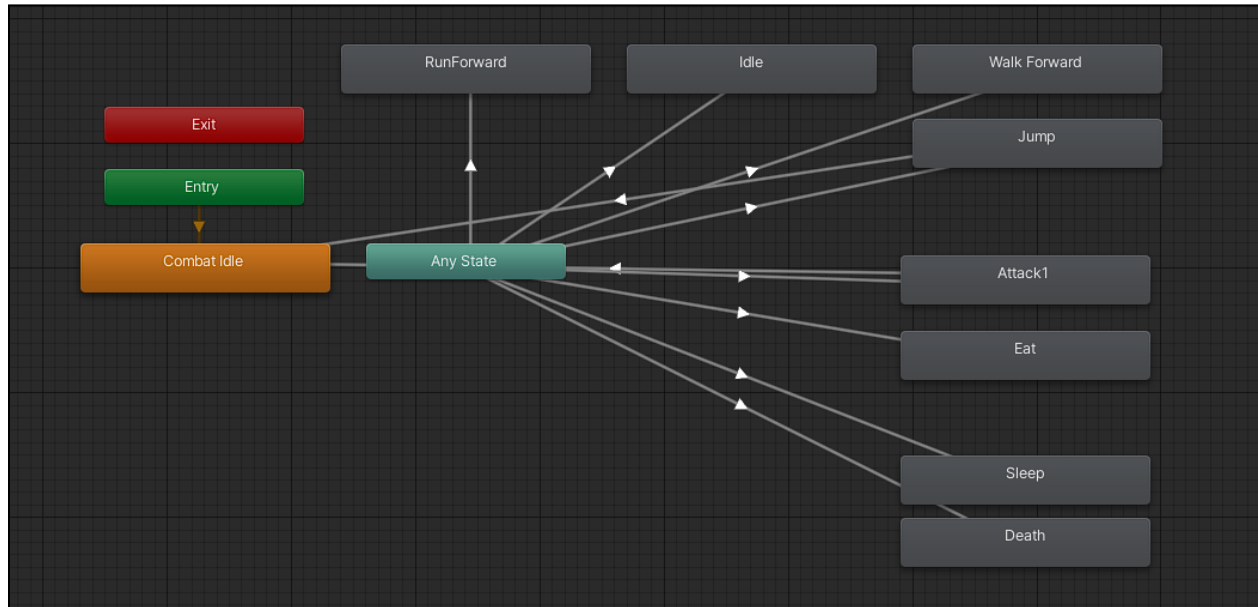 RunForward
Idle
Walk Forward
Exit
Jump
Entry
Combat Idle
Any State
Attack1
Eat
Sleep
Death